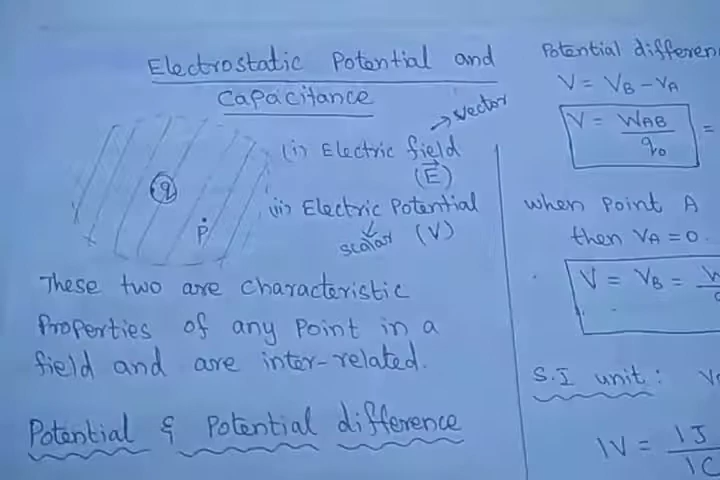 Electrostatic Potential and
Capacitance
q
P
(i) Electric field → vector
(E⃗)
(ii) Electric Potential
scalar (V)
These two are characteristic
Properties of any point in a
field and are inter-related.
Potential & Potential difference
Potential differen
V = VB - VA
V = WAB / q₀ =
when point A
then VA = 0.
V = VB = W
S.I unit :
1V = 1J / 1C